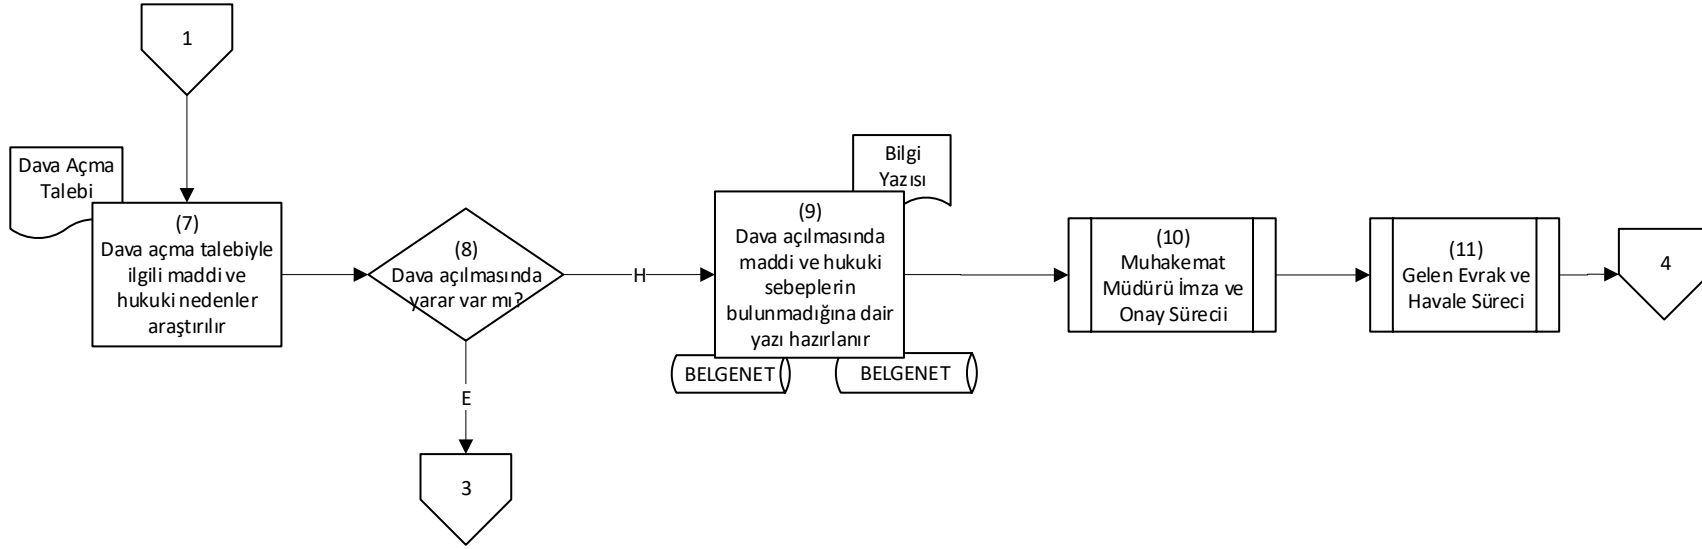 1
Dava Açma
Talebi
(7)
Dava açma talebiyle
ilgili maddi ve
hukuki nedenler
araştırılır
(8)
Dava açılmasında
yarar var mı?
H
E
3
Bilgi
Yazısı
(9)
Dava açılmasında
maddi ve hukuki
sebeplerin
bulunmadığına dair
yazı hazırlanır
BELGENET
BELGENET
(10)
Muhakemat
Müdürü İmza ve
Onay Sürecii
(11)
Gelen Evrak ve
Havale Süreci
4